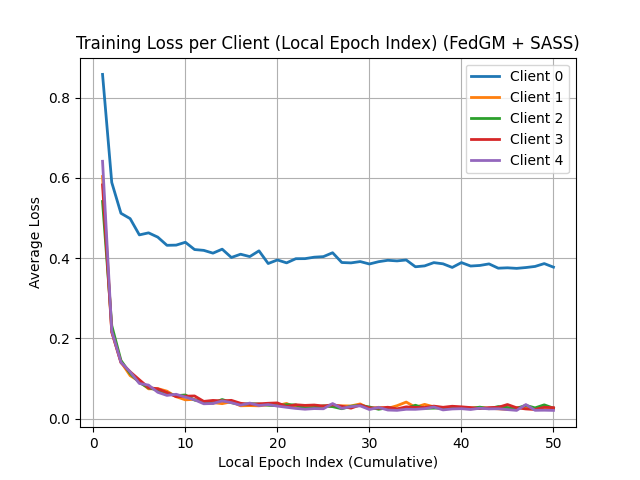 Training Loss per Client (Local Epoch Index) (FedGM + SASS)
Average Loss
0.8
0.6
0.4
0.2
0.0
Client 0
Client 1
Client 2
Client 3
Client 4
0 10 20 30 40 50
Local Epoch Index (Cumulative)